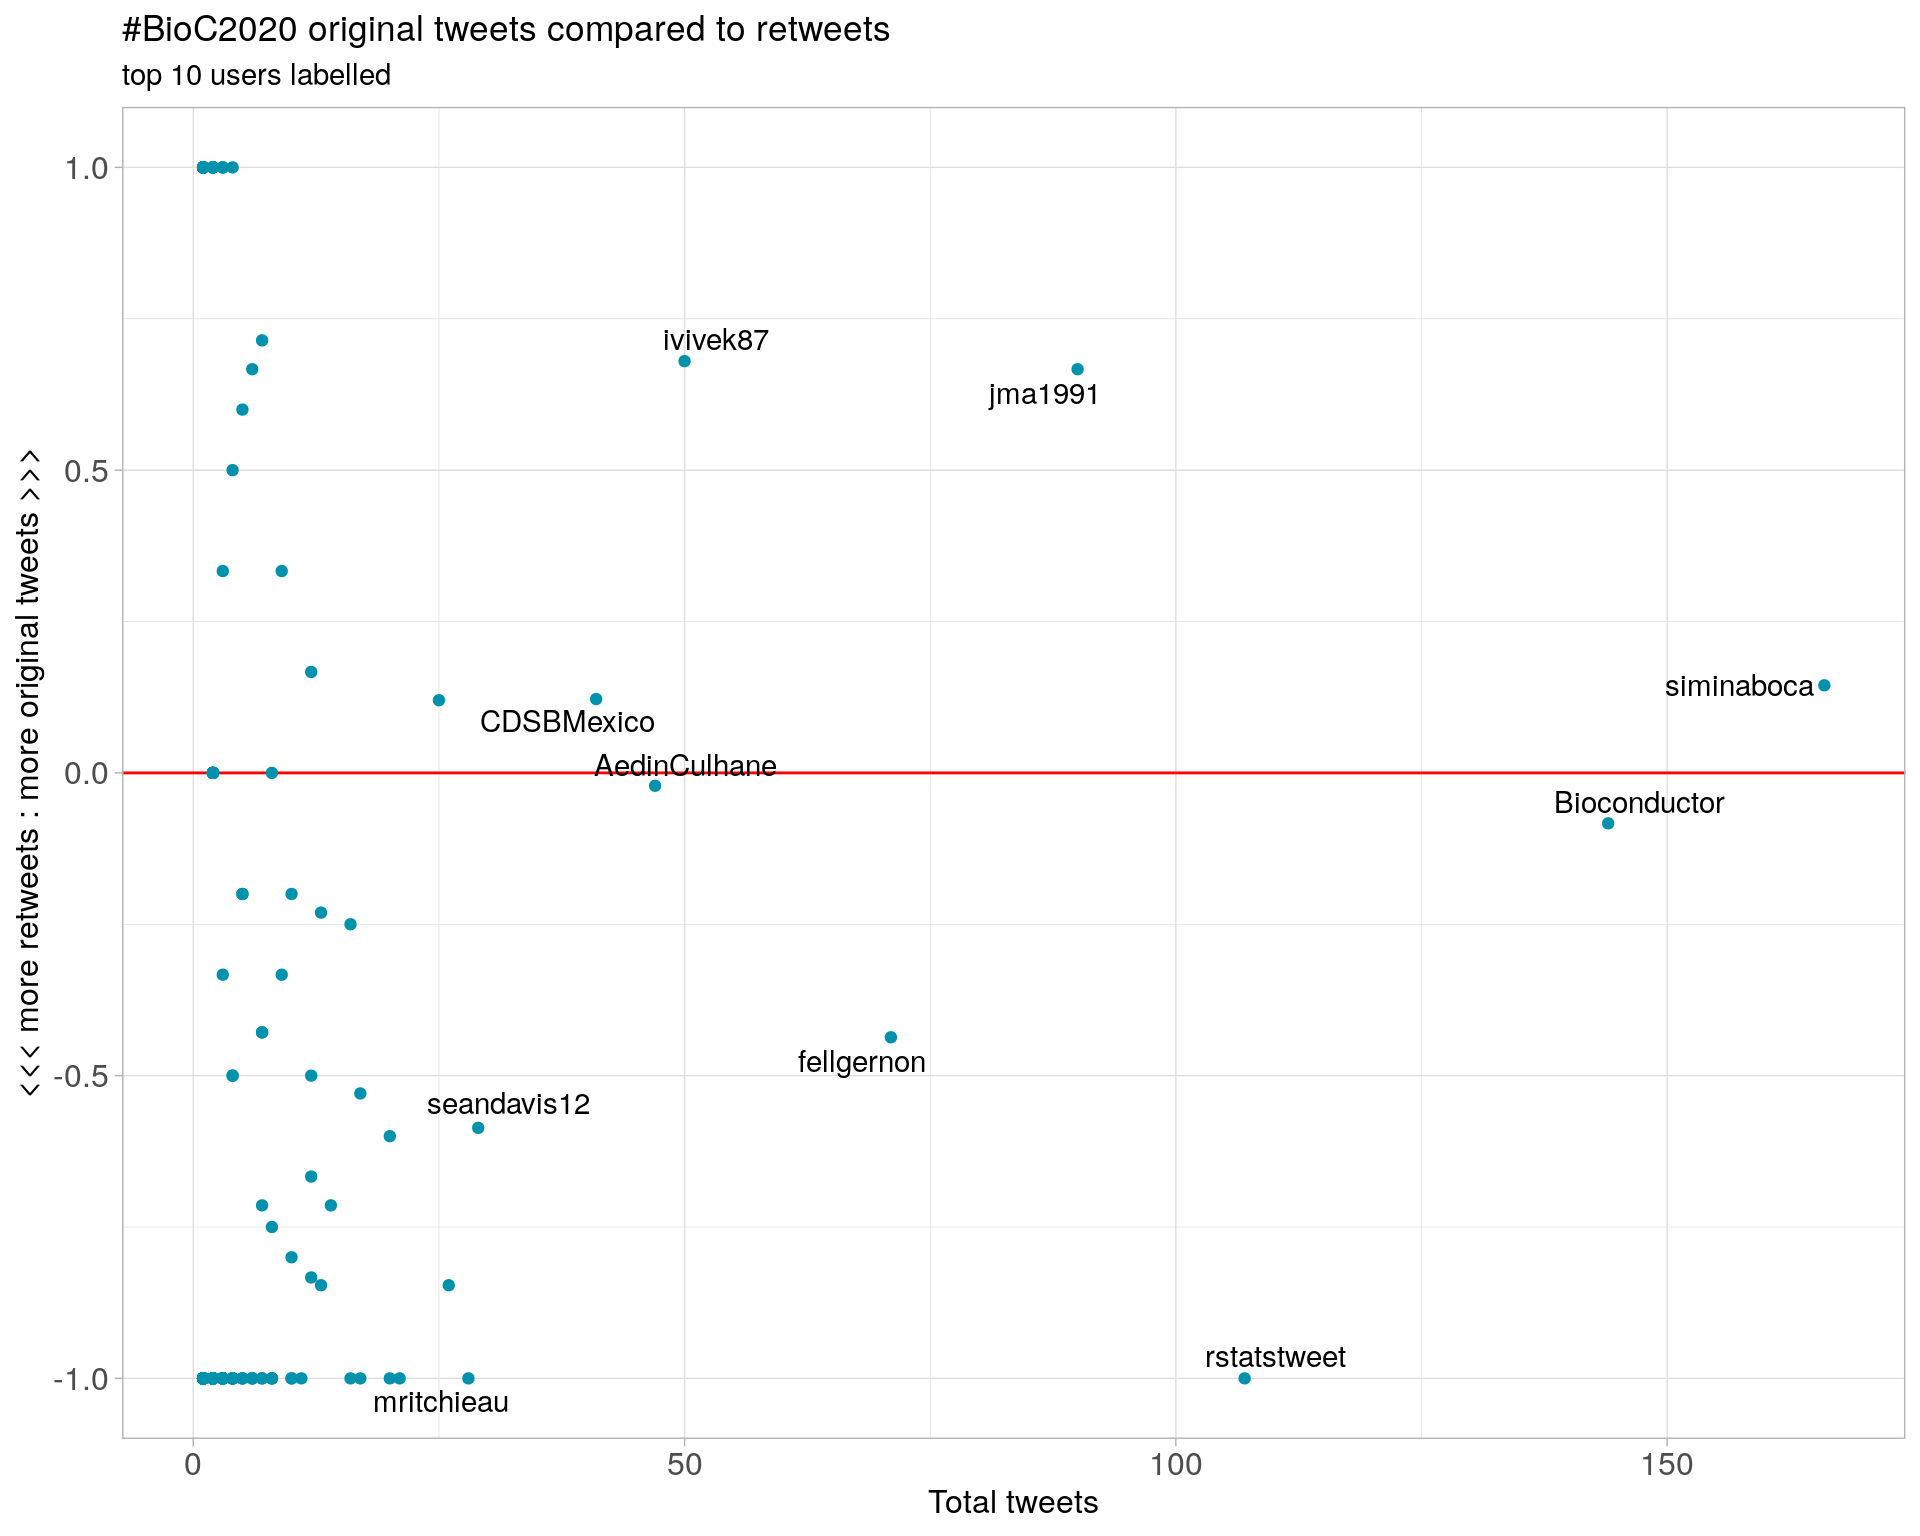 #BioC2020 original tweets compared to retweets
top 10 users labelled
<<< more retweets : more original tweets >>>
1.0
0.5
0.0
-0.5
-1.0
ivivek87
jma1991
siminaboca
CDSBMexico
AedinCulhane
Bioconductor
fellgernon
seandavis12
rstatstweet
mritchieau
0 50 100 150
Total tweets